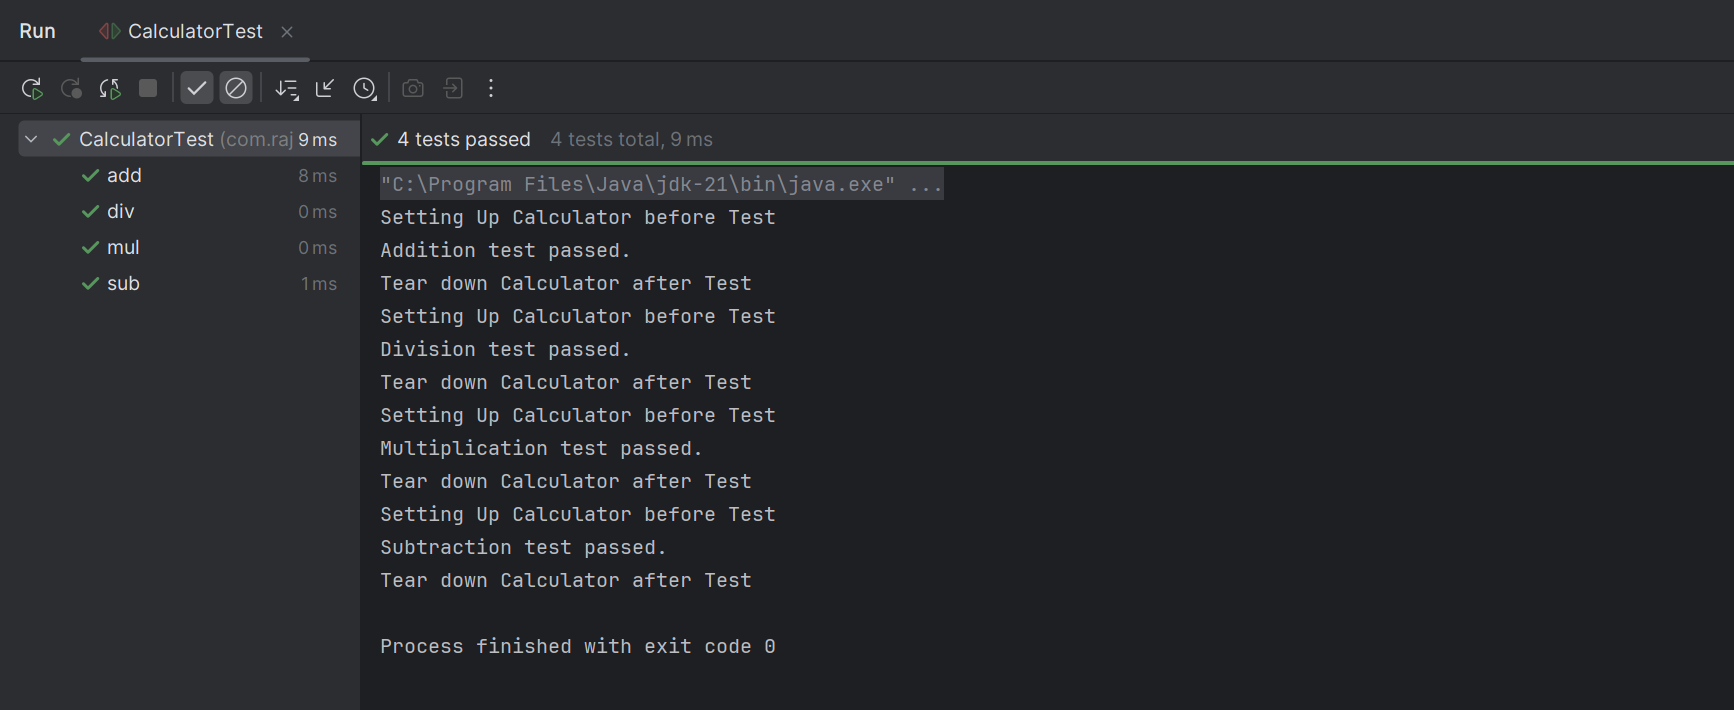 Run CalculatorTest
CalculatorTest (com.raj 9 ms
add 8 ms
div 0 ms
mul 0 ms
sub 1 ms
4 tests passed 4 tests total, 9 ms
"C:\Program Files\Java\jdk-21\bin\java.exe" ...
Setting Up Calculator before Test
Addition test passed.
Tear down Calculator after Test
Setting Up Calculator before Test
Division test passed.
Tear down Calculator after Test
Setting Up Calculator before Test
Multiplication test passed.
Tear down Calculator after Test
Setting Up Calculator before Test
Subtraction test passed.
Tear down Calculator after Test
Process finished with exit code 0